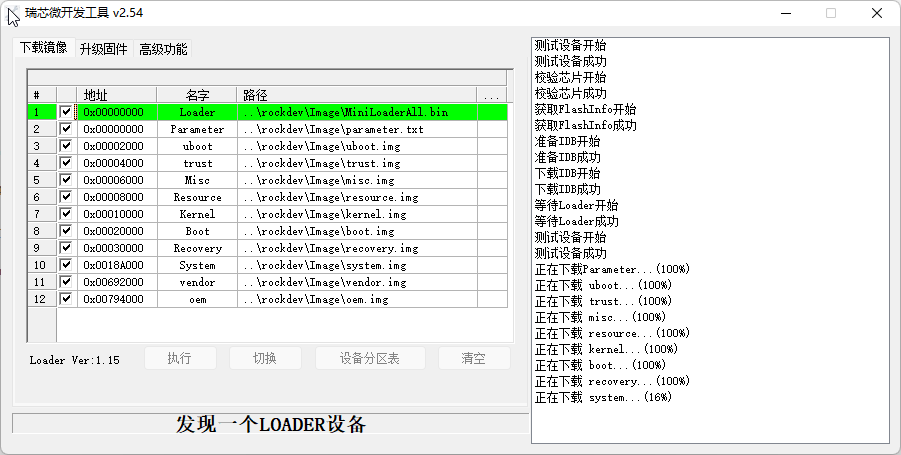 瑞芯微开发工具 v2.54
下载镜像 升级固件 高级功能
# 地址 名字 路径 ...
1 0x00000000 Loader ..\rockdev\Image\MiniLoaderAll.bin
2 0x00000000 Parameter ..\rockdev\Image\parameter.txt
3 0x00002000 uboot ..\rockdev\Image\uboot.img
4 0x00004000 trust ..\rockdev\Image\trust.img
5 0x00006000 Misc ..\rockdev\Image\misc.img
6 0x00008000 Resource ..\rockdev\Image\resource.img
7 0x00010000 Kernel ..\rockdev\Image\kernel.img
8 0x00020000 Boot ..\rockdev\Image\boot.img
9 0x00030000 Recovery ..\rockdev\Image\recovery.img
10 0x0018A000 System ..\rockdev\Image\system.img
11 0x00692000 vendor ..\rockdev\Image\vendor.img
12 0x00794000 oem ..\rockdev\Image\oem.img
Loader Ver:1.15 执行 切换 设备分区表 清空
发现一个LOADER设备
测试设备开始
测试设备成功
校验芯片开始
校验芯片成功
获取FlashInfo开始
获取FlashInfo成功
准备IDB开始
准备IDB成功
下载IDB开始
下载IDB成功
等待Loader开始
等待Loader成功
测试设备开始
测试设备成功
正在下载Parameter...(100%)
正在下载 uboot...(100%)
正在下载 trust...(100%)
正在下载 misc...(100%)
正在下载 resource...(100%)
正在下载 kernel...(100%)
正在下载 boot...(100%)
正在下载 recovery...(100%)
正在下载 system...(16%)